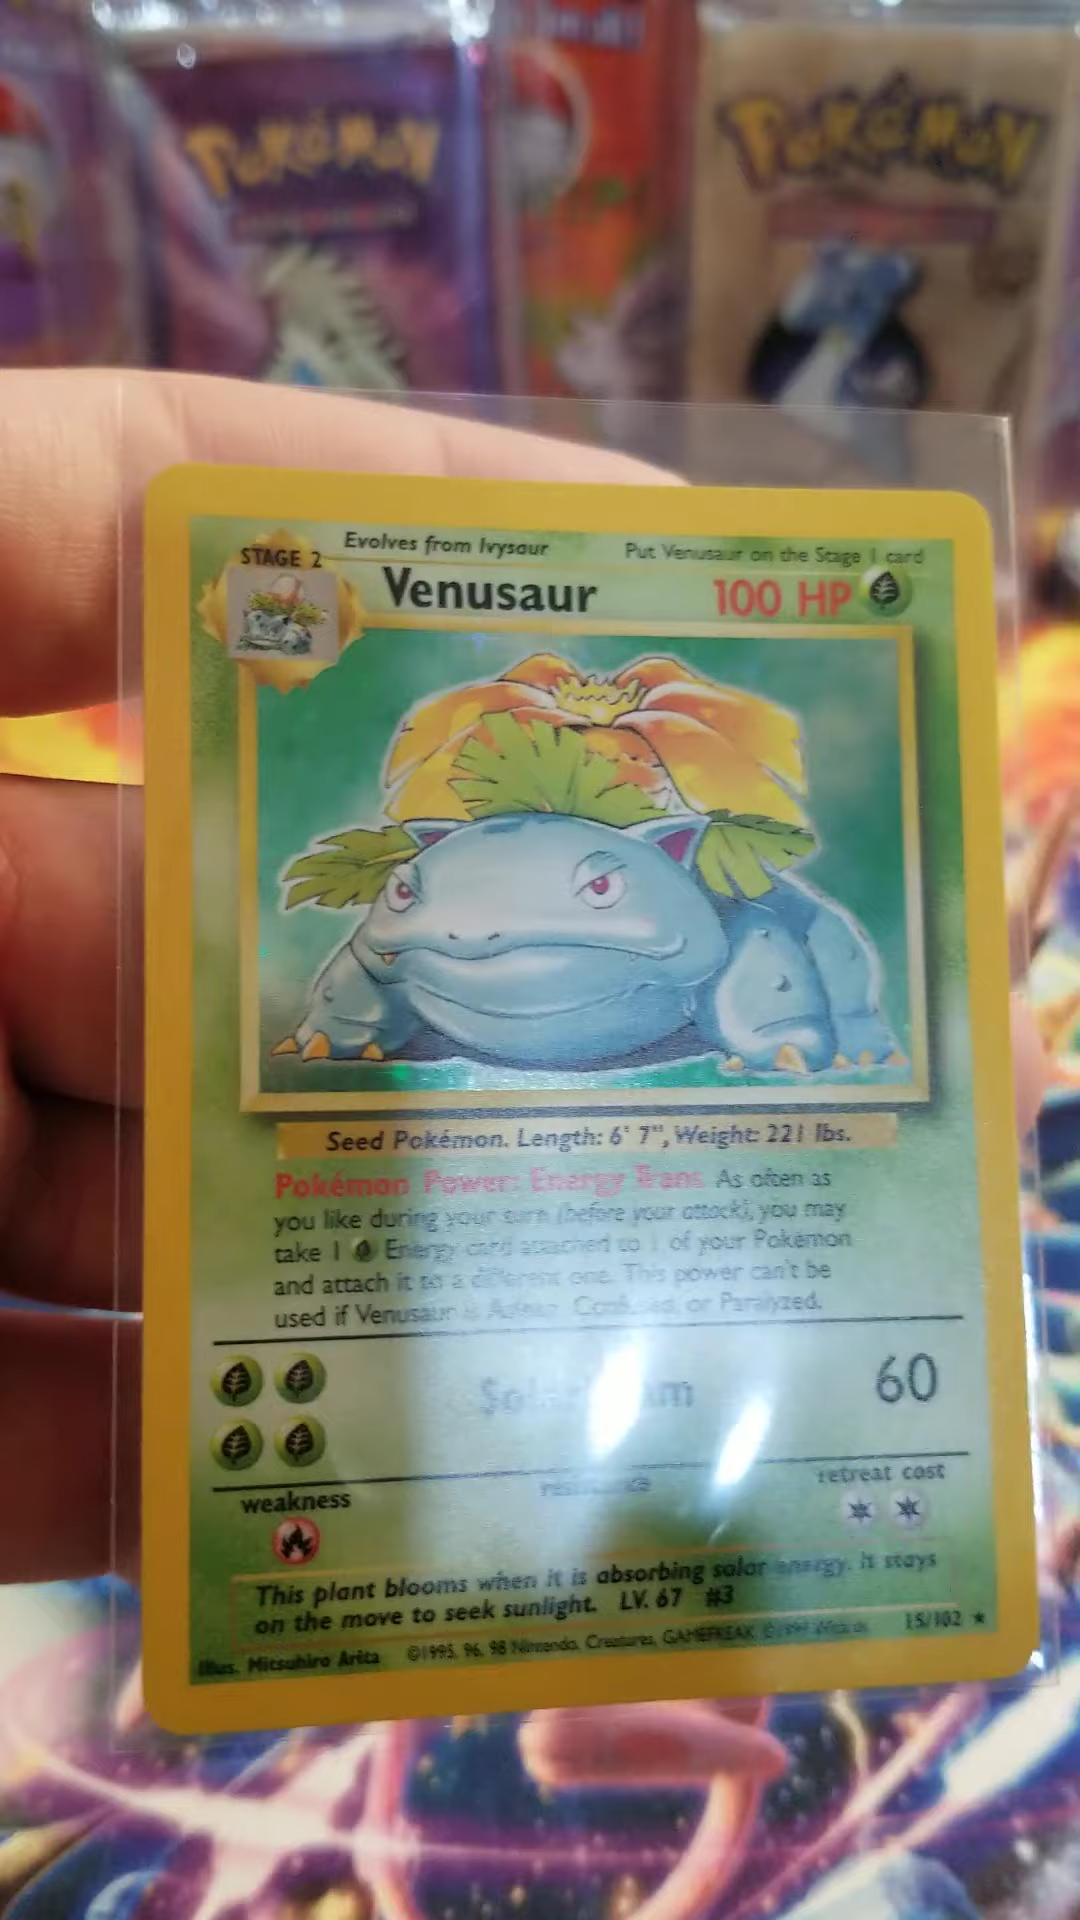 POKéMON
POKéMON
Evolves from Ivysaur
Put Venusaur on the Stage 1 card
STAGE 2
Venusaur
100 HP
Seed Pokémon. Length: 6' 7", Weight: 221 lbs.
Pokémon Power: Energy Trans As often as
you like during your turn (before your attack), you may
take 1 Energy card attached to 1 of your Pokémon
and attach it to a different one. This power can't be
used if Venusaur is Asleep, Confused, or Paralyzed.
60
weakness
resistance
retreat cost
This plant blooms when it is absorbing solar energy. It stays
on the move to seek sunlight. LV. 67 #3
Illus. Mitsuhiro Arita
©1995, 96, 98 Nintendo, Creatures, GAMEFREAK.
15/102